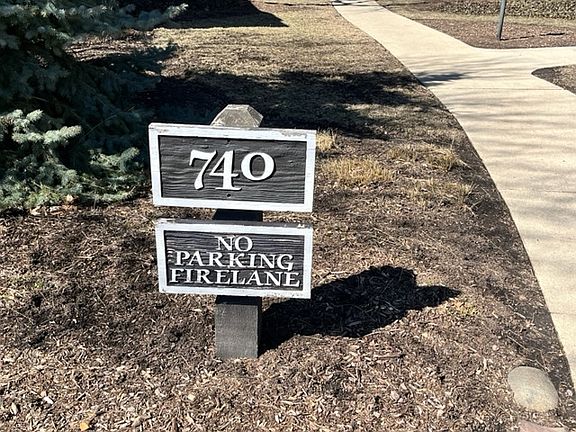 740
NO
PARKING
FIRELANE